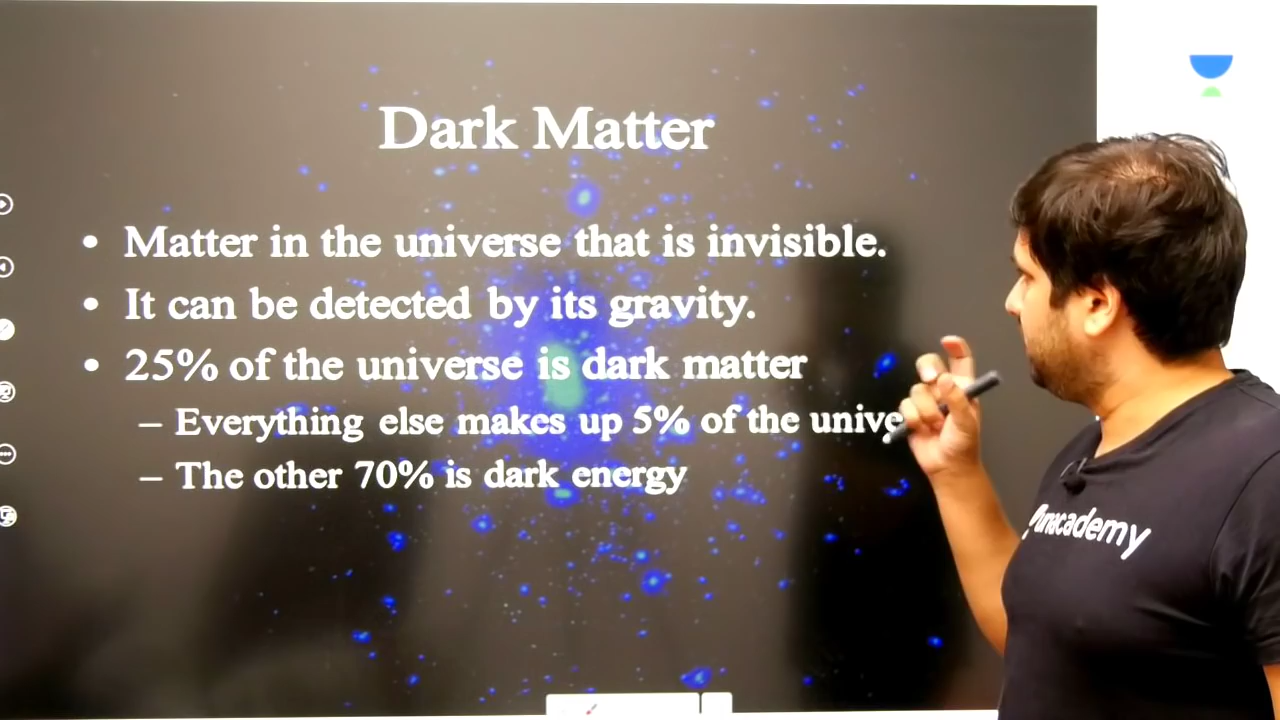 Dark Matter
• Matter in the universe that is invisible.
• It can be detected by its gravity.
• 25% of the universe is dark matter
– Everything else makes up 5% of the unive
– The other 70% is dark energy
unacademy